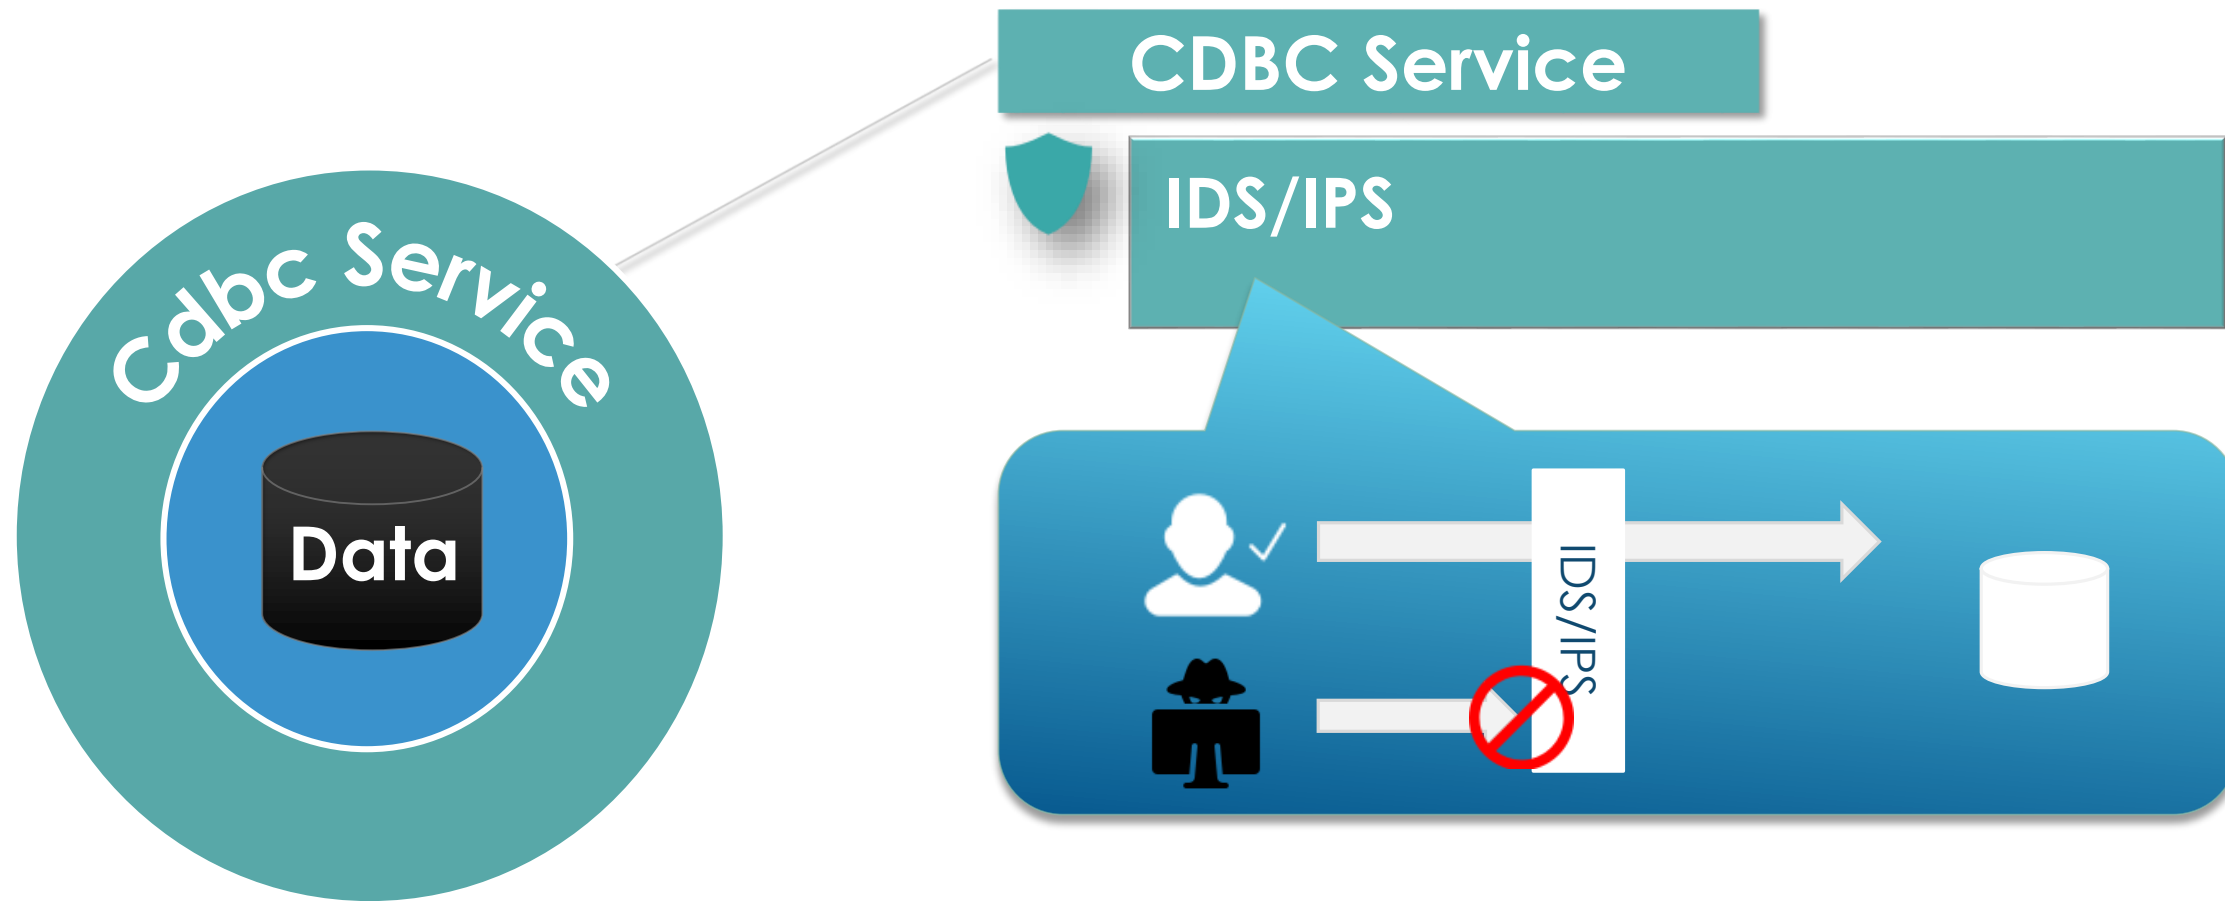 CDBC Service
IDS/IPS
Cdbc Service
Data
IDS/IPS